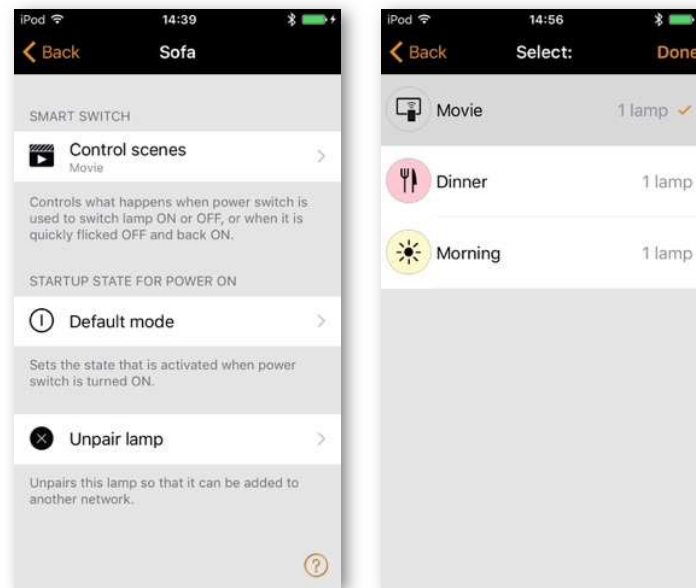 iPod 14:39
Back Sofa
SMART SWITCH
Control scenes
Movie
Controls what happens when power switch is
used to switch lamp ON or OFF, or when it is
quickly flicked OFF and back ON.
STARTUP STATE FOR POWER ON
Default mode
Sets the state that is activated when power
switch is turned ON.
Unpair lamp
Unpairs this lamp so that it can be added to
another network.
?
iPod 14:56
Back Select: Done
Movie 1 lamp
Dinner 1 lamp
Morning 1 lamp